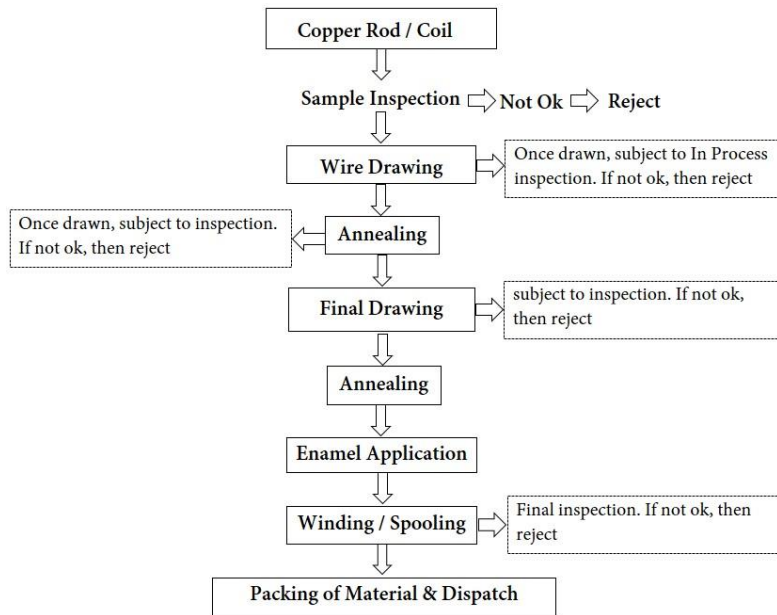 Copper Rod / Coil
Sample Inspection
Not Ok
Reject
Wire Drawing
Once drawn, subject to In Process
inspection. If not ok, then reject
Once drawn, subject to inspection.
If not ok, then reject
Annealing
Final Drawing
subject to inspection. If not ok,
then reject
Annealing
Enamel Application
Winding / Spooling
Final inspection. If not ok, then
reject
Packing of Material & Dispatch